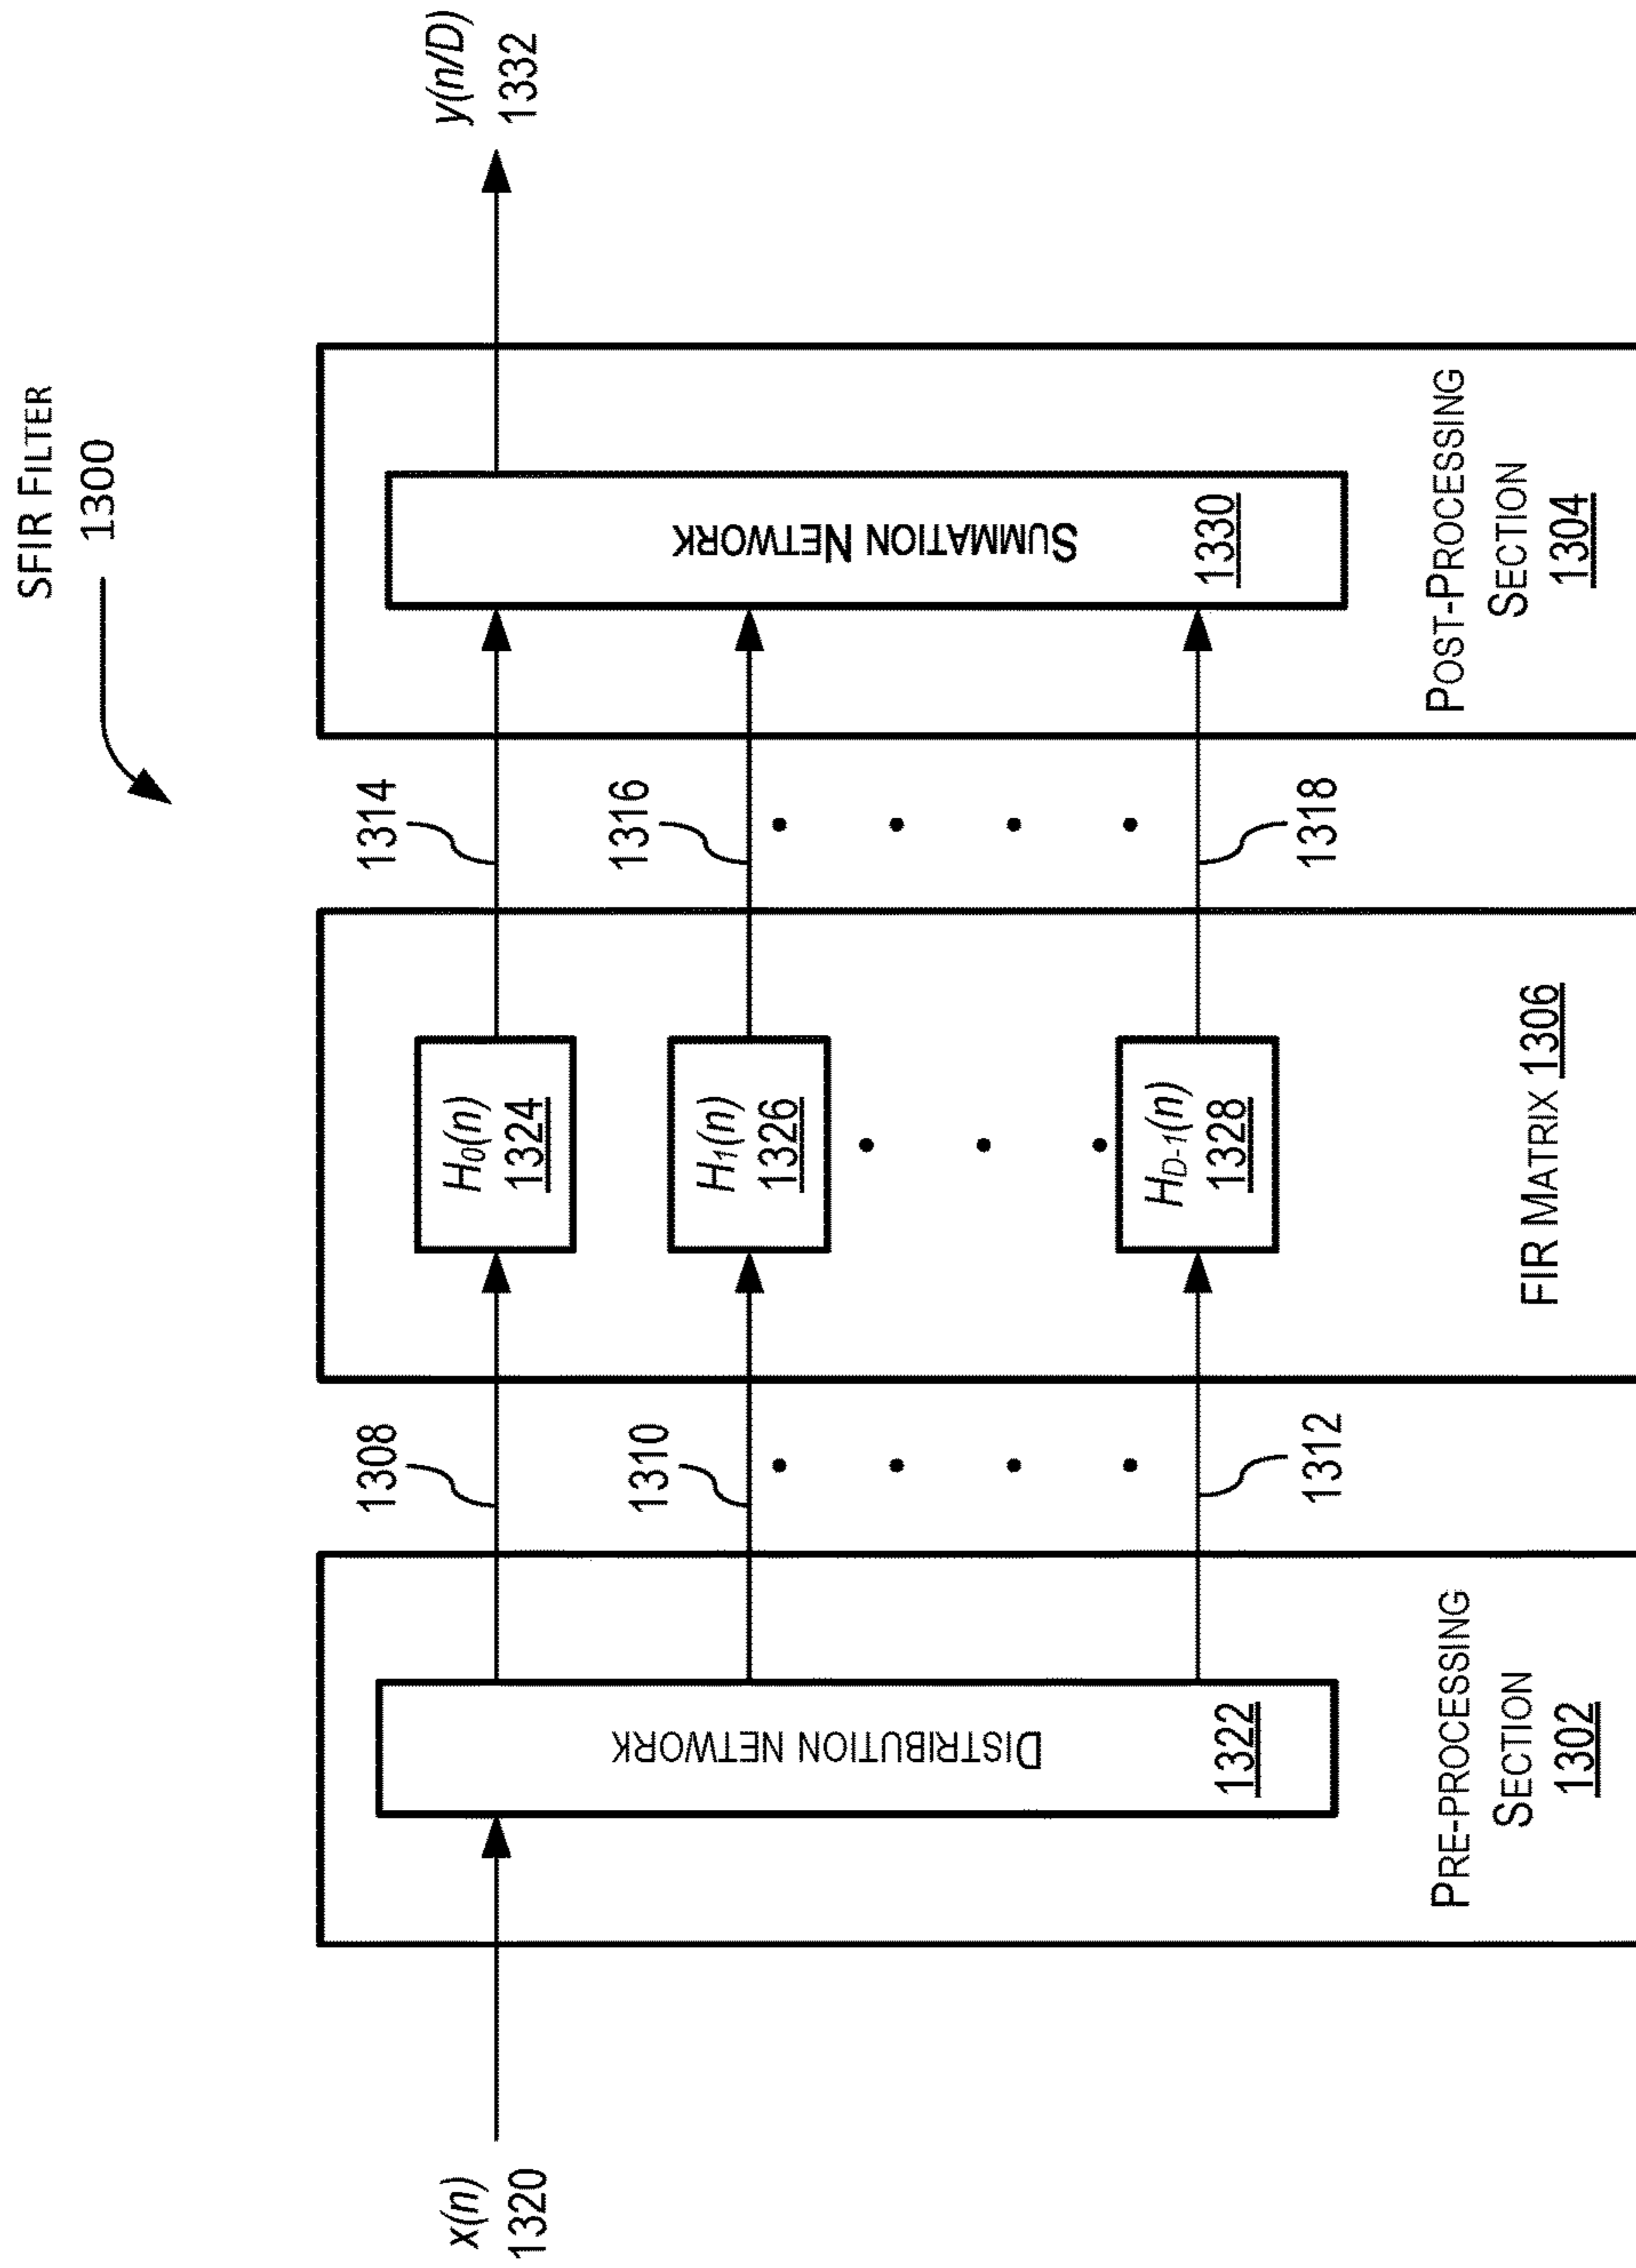 SFIR FILTER
1300
x(n)
1320
DISTRIBUTION NETWORK
1322
PRE-PROCESSING
SECTION
1302
1308
1310
1312
H0(n)
1324
H1(n)
1326
HD-1(n)
1328
FIR MATRIX 1306
1314
1316
1318
SUMMATION NETWORK
1330
POST-PROCESSING
SECTION
1304
y(n/D)
1332